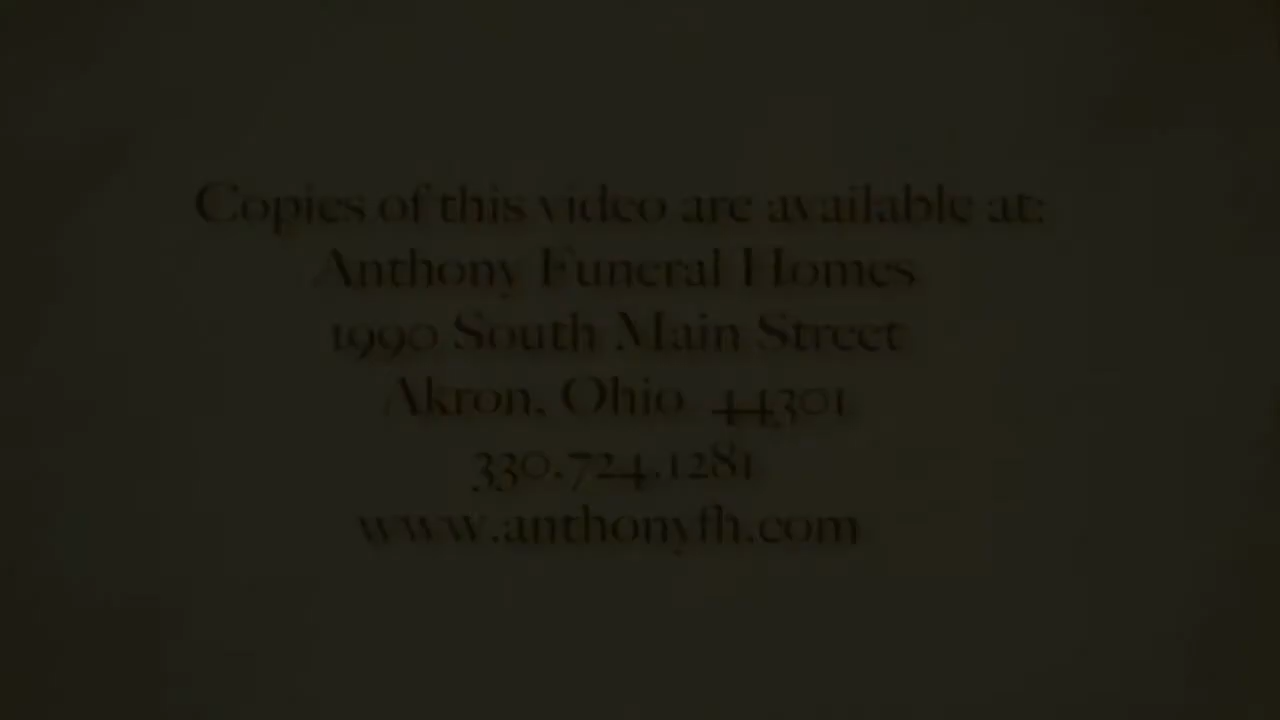 Copies of this video are available at:
Anthony Funeral Homes
1990 South Main Street
Akron, Ohio 44301
330.724.1281
www.anthonyfh.com